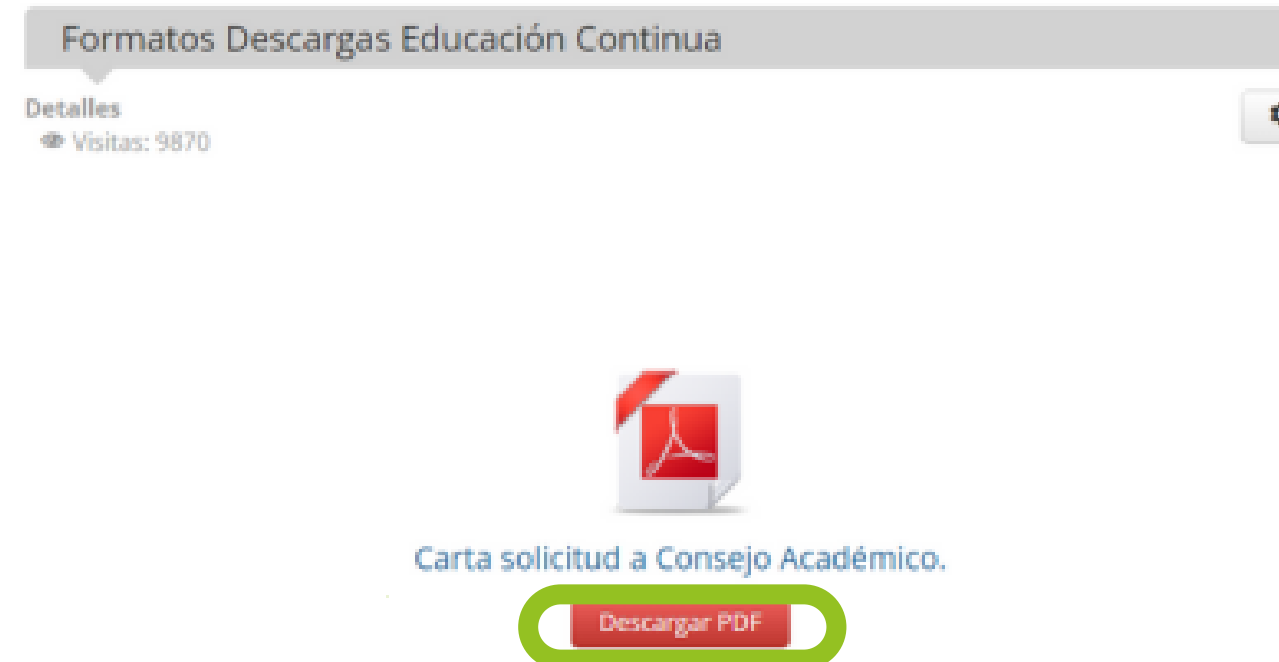 Formatos Descargas Educación Continua
Detalles
Visitas: 9870
Carta solicitud a Consejo Académico.
Descargar PDF